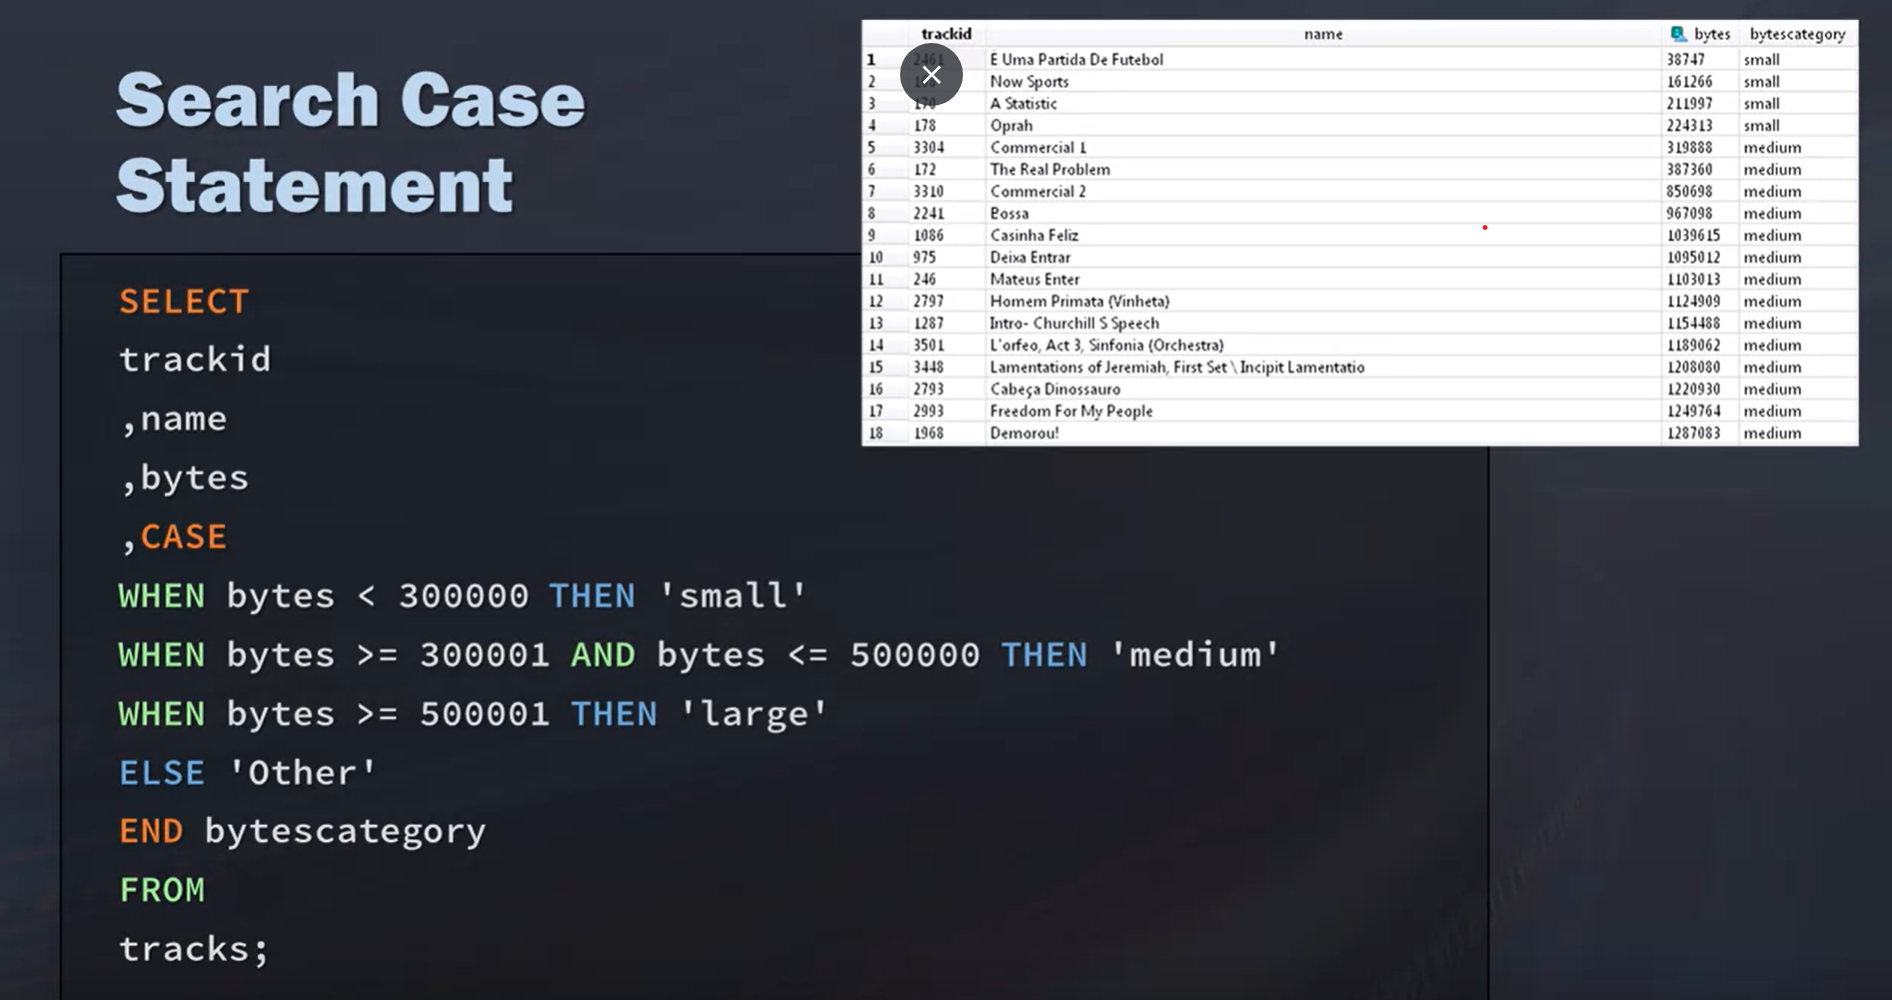 Search Case
Statement
SELECT
trackid
,name
,bytes
,CASE
WHEN bytes < 300000 THEN 'small'
WHEN bytes >= 300001 AND bytes <= 500000 THEN 'medium'
WHEN bytes >= 500001 THEN 'large'
ELSE 'Other'
END bytescategory
FROM
tracks;
trackid name bytes bytescategory
1 É Uma Partida De Futebol 38747 small
2 Now Sports 161266 small
3 A Statistic 211997 small
4 178 Oprah 224313 small
5 3304 Commercial 1 319888 medium
6 172 The Real Problem 387360 medium
7 3310 Commercial 2 850698 medium
8 2241 Bossa 967098 medium
9 1086 Casinha Feliz 1039615 medium
10 975 Deixa Entrar 1095012 medium
11 246 Mateus Enter 1103013 medium
12 2797 Homem Primata (Vinheta) 1124909 medium
13 1287 Intro- Churchill S Speech 1154488 medium
14 3501 L'orfeo, Act 3, Sinfonia (Orchestra) 1189062 medium
15 3448 Lamentations of Jeremiah, First Set \ Incipit Lamentatio 1208080 medium
16 2793 Cabeça Dinossauro 1220930 medium
17 2993 Freedom For My People 1249764 medium
18 1968 Demorou! 1287083 medium